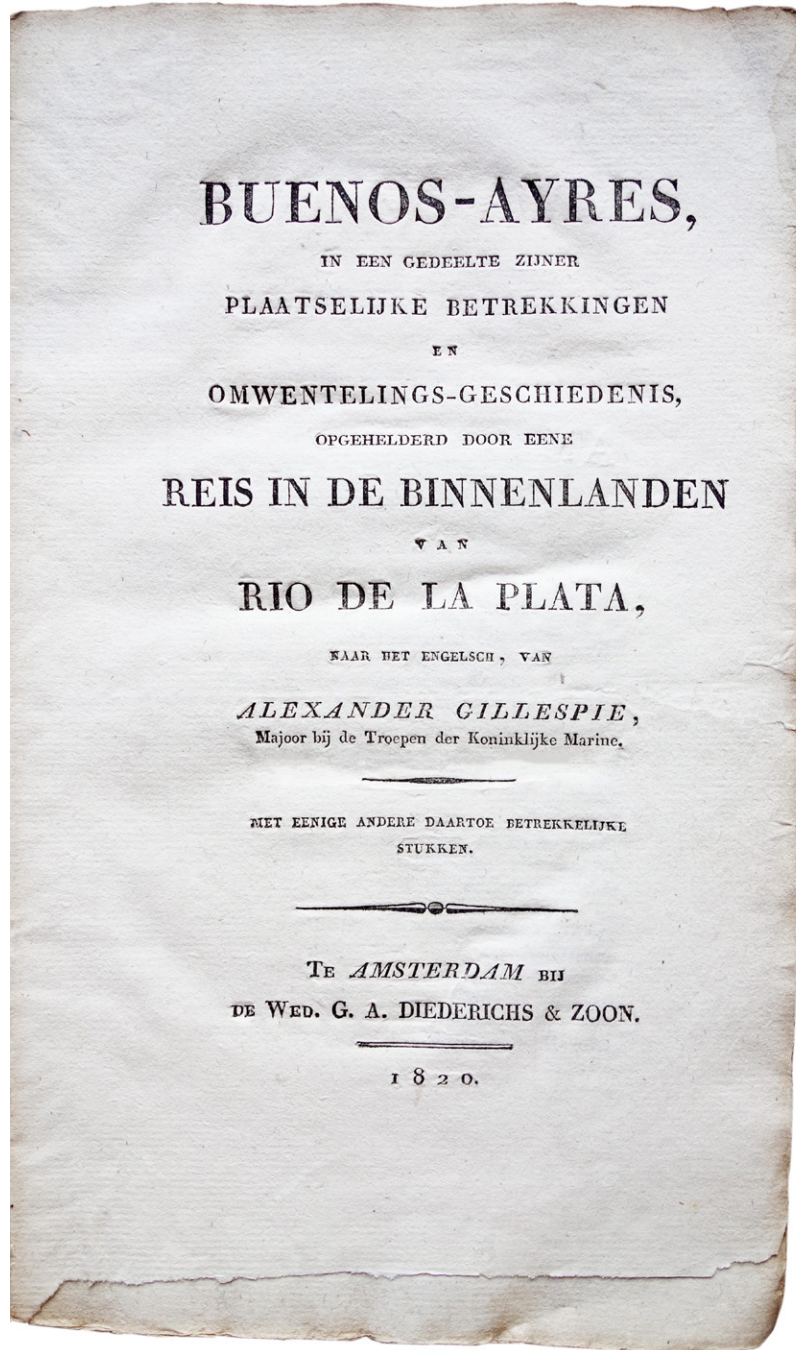 BUENOS-AYRES,
IN EEN GEDEELTE ZIJNER
PLAATSELIJKE BETREKKINGEN
EN
OMWENTELINGS-GESCHIEDENIS,
OPGEHELDERD DOOR EENE
REIS IN DE BINNENLANDEN
VAN
RIO DE LA PLATA,
NAAR HET ENGELSCH, VAN
ALEXANDER GILLESPIE,
Majoor bij de Troepen der Koninklijke Marine.
MET EENIGE ANDERE DAARTOE BETREKKELIJKE
STUKKEN.
TE AMSTERDAM BIJ
DE WED. G. A. DIEDERICHS & ZOON.
1820.